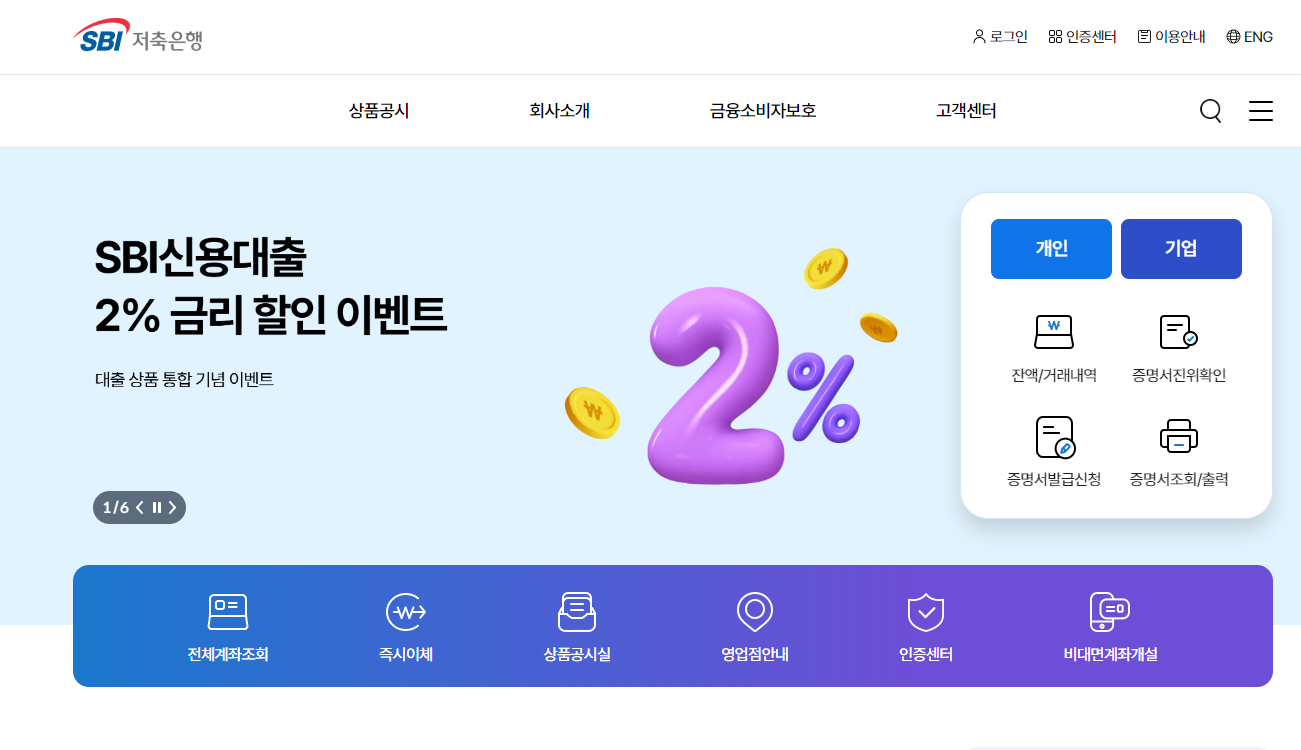 SBI 저축은행
로그인 인증센터 이용안내 ENG
상품공시 회사소개 금융소비자보호 고객센터
SBI신용대출
2% 금리 할인 이벤트
대출 상품 통합 기념 이벤트
2%
1/6
개인 기업
잔액/거래내역 증명서진위확인
증명서발급신청 증명서조회/출력
전체계좌조회 즉시이체 상품공시실 영업점안내 인증센터 비대면계좌개설